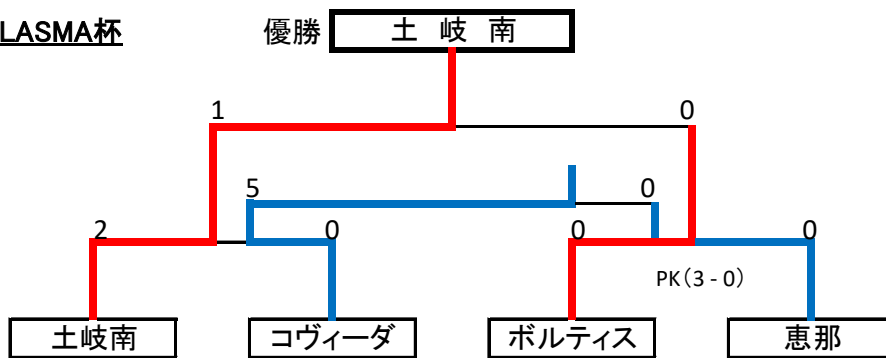 LASMA杯
優勝 土 岐 南
1 0
5 0
2 0 0 0
PK(3-0)
土岐南 コヴィーダ ボルティス 恵那